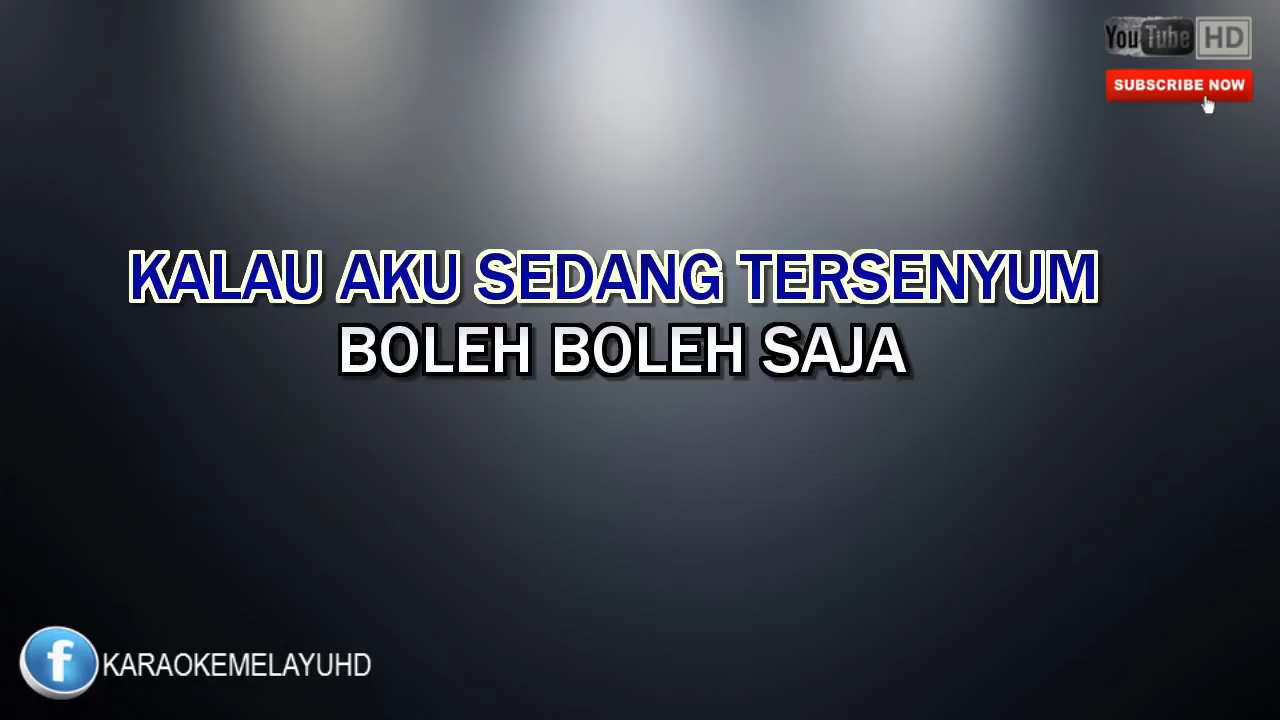 YouTube HD
SUBSCRIBE NOW
KALAU AKU SEDANG TERSENYUM
BOLEH BOLEH SAJA
f KARAOKEMELAYUHD